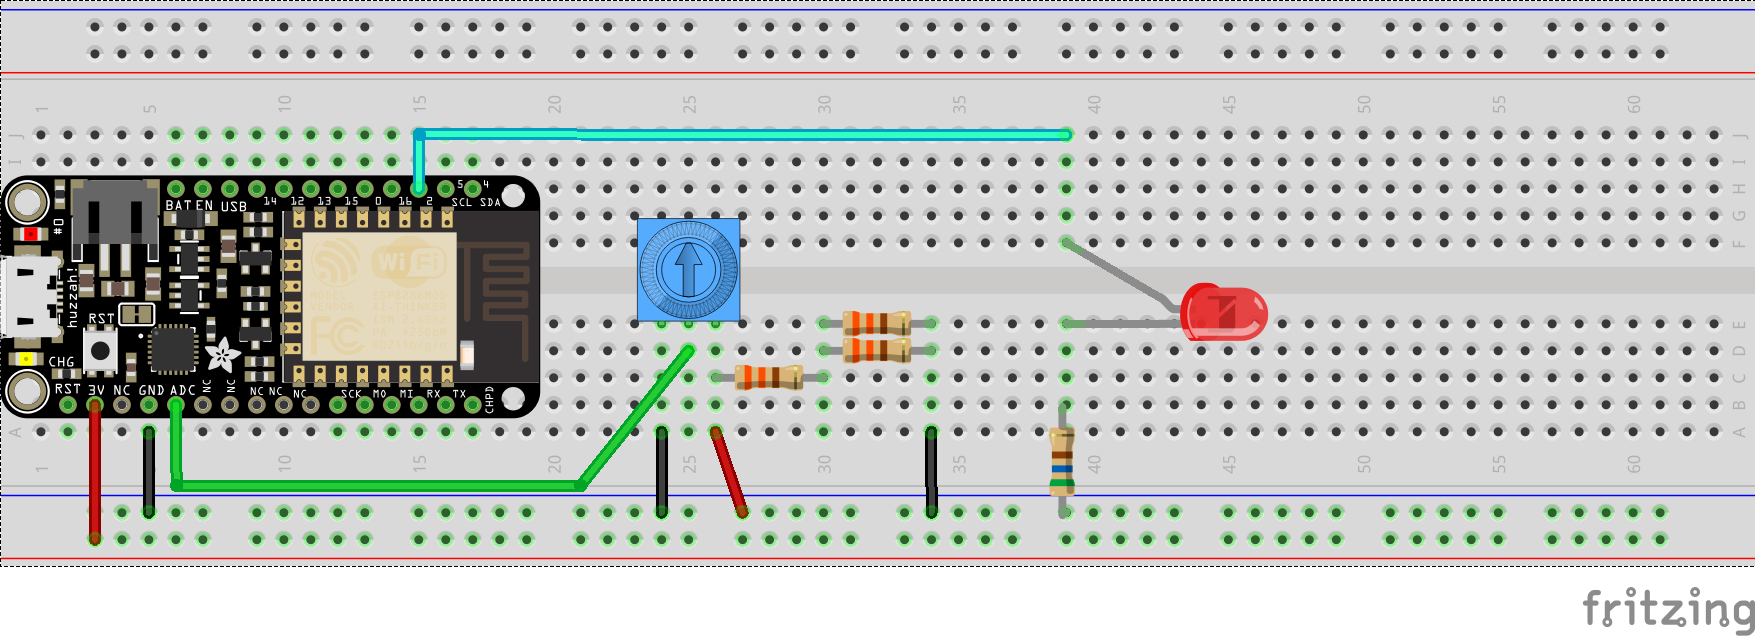 1 5 10 15 20 25 30 35 40 45 50 55 60
J J
I I
H
G
F
BAT EN USB 14 12 13 15 0 16 2 5 4
SCL SDA
#0
WiFi
huzzah!
FC
RST
E
D
CHG
C
RST 3V NC GND ADC NC NC NC NC NC SCK MO MI RX TX CHPD
B
A A
1 10 15 20 25 30 35 40 45 50 55 60
fritzing